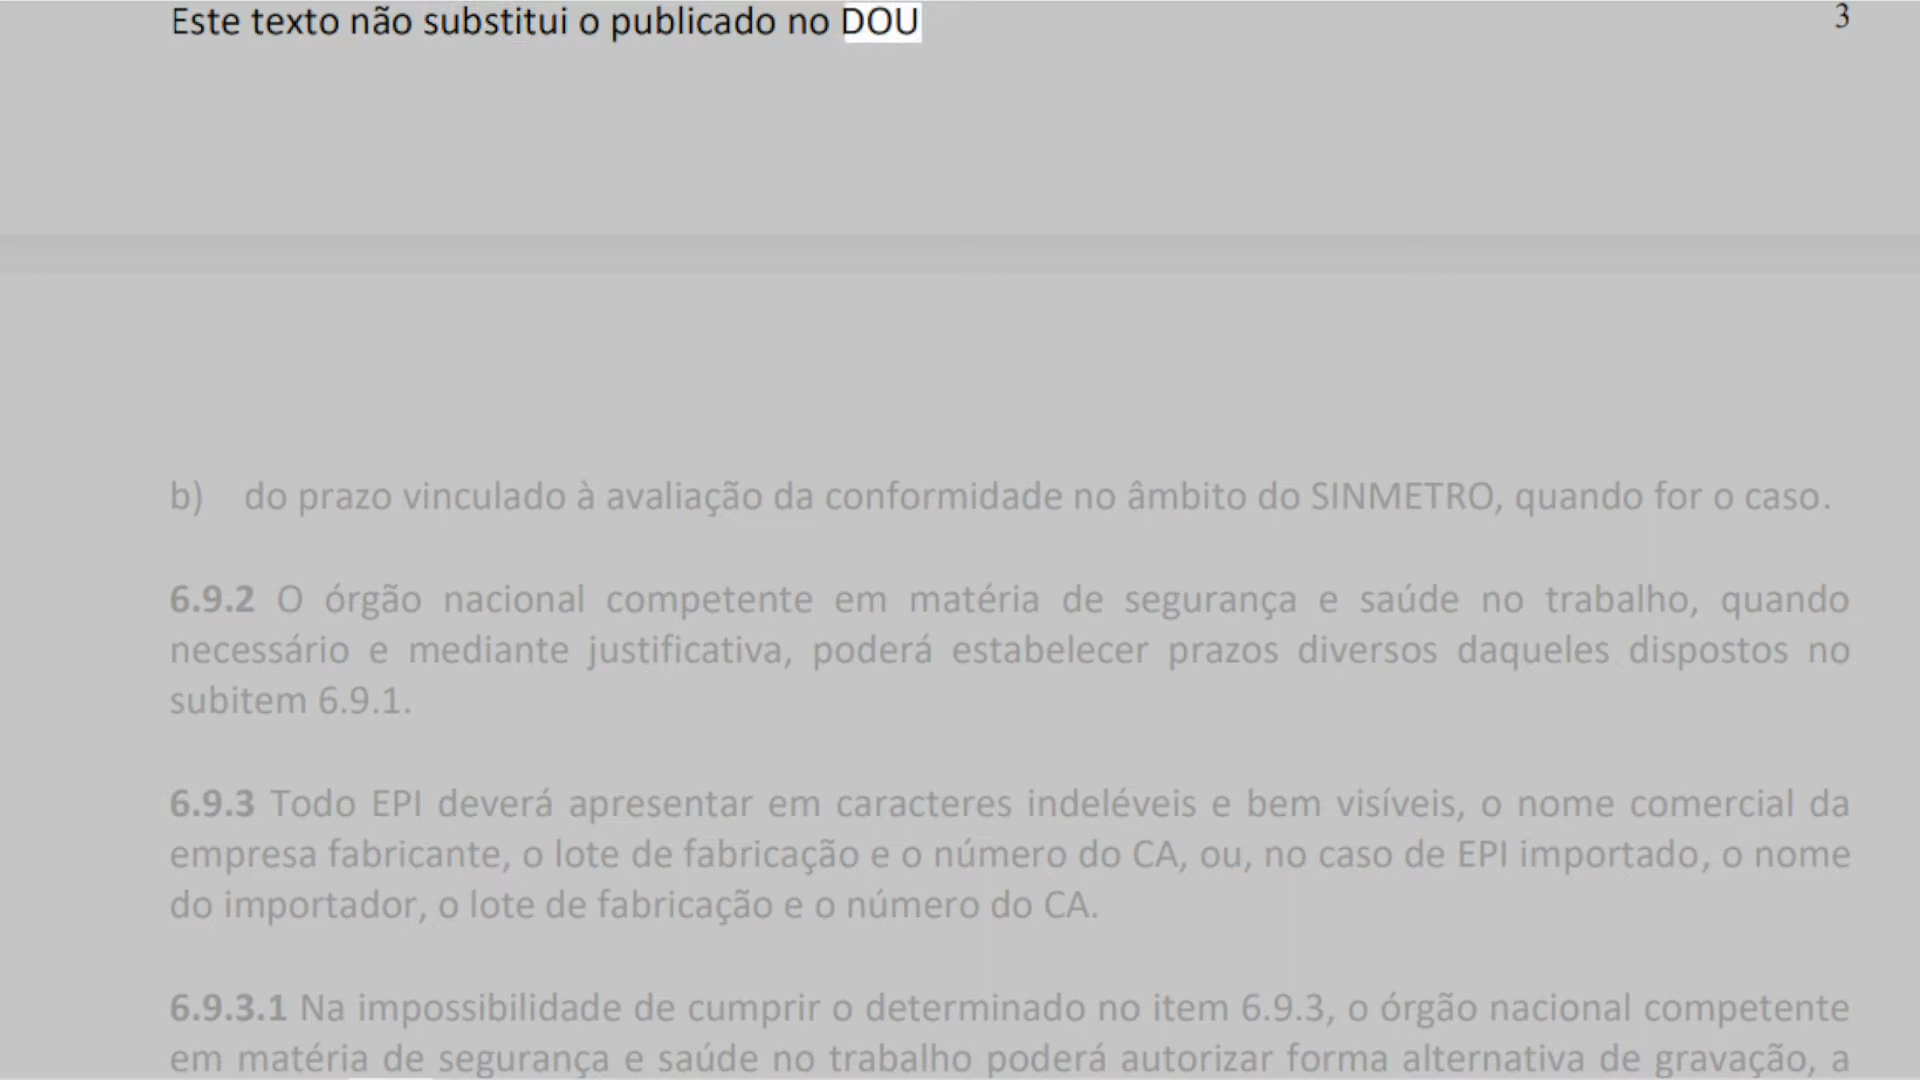 Este texto não substitui o publicado no DOU
3
b) do prazo vinculado à avaliação da conformidade no âmbito do SINMETRO, quando for o caso.
6.9.2 O órgão nacional competente em matéria de segurança e saúde no trabalho, quando
necessário e mediante justificativa, poderá estabelecer prazos diversos daqueles dispostos no
subitem 6.9.1.
6.9.3 Todo EPI deverá apresentar em caracteres indeléveis e bem visíveis, o nome comercial da
empresa fabricante, o lote de fabricação e o número do CA, ou, no caso de EPI importado, o nome
do importador, o lote de fabricação e o número do CA.
6.9.3.1 Na impossibilidade de cumprir o determinado no item 6.9.3, o órgão nacional competente
em matéria de segurança e saúde no trabalho poderá autorizar forma alternativa de gravação, a